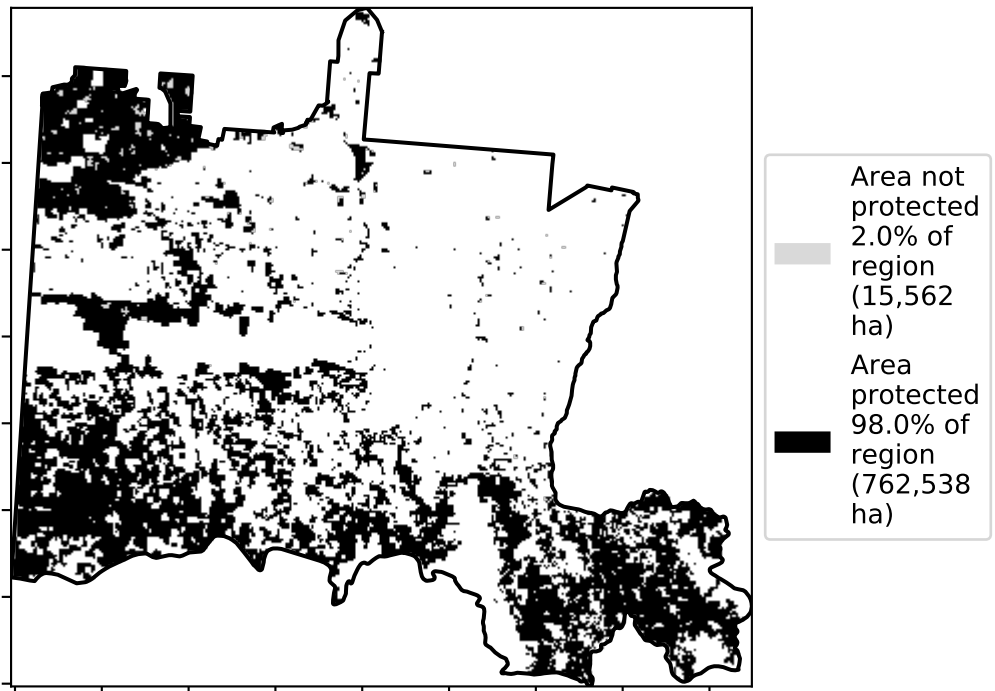 Area not
protected
2.0% of
region
(15,562
ha)
Area
protected
98.0% of
region
(762,538
ha)